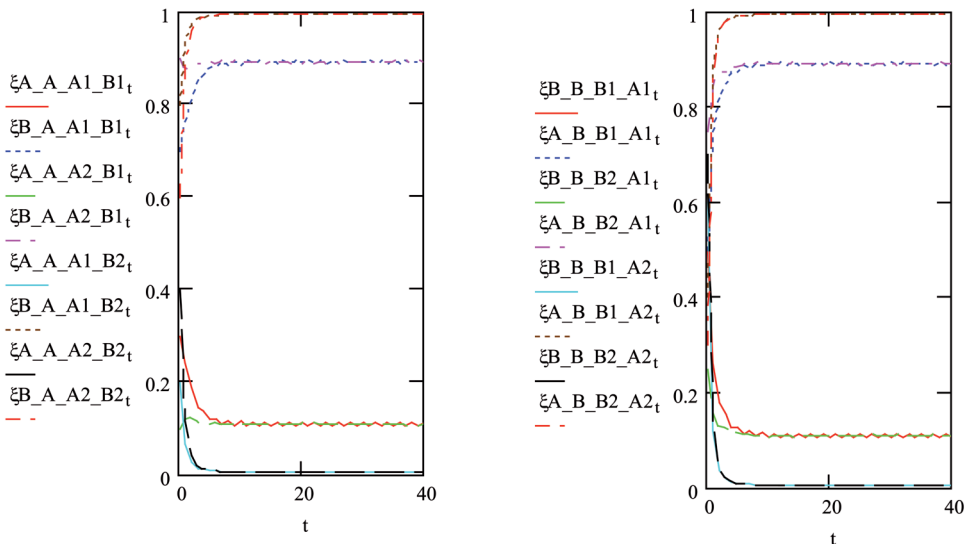 ξA_A_A1_B1t
ξB_A_A1_B1t
ξA_A_A2_B1t
ξB_A_A2_B1t
ξA_A_A1_B2t
ξB_A_A1_B2t
ξA_A_A2_B2t
ξB_A_A2_B2t
1
0.8
0.6
0.4
0.2
0
0
20
40
t
ξB_B_B1_A1t
ξA_B_B1_A1t
ξB_B_B2_A1t
ξA_B_B2_A1t
ξB_B_B1_A2t
ξA_B_B1_A2t
ξB_B_B2_A2t
ξA_B_B2_A2t
1
0.8
0.6
0.4
0.2
0
0
20
40
t